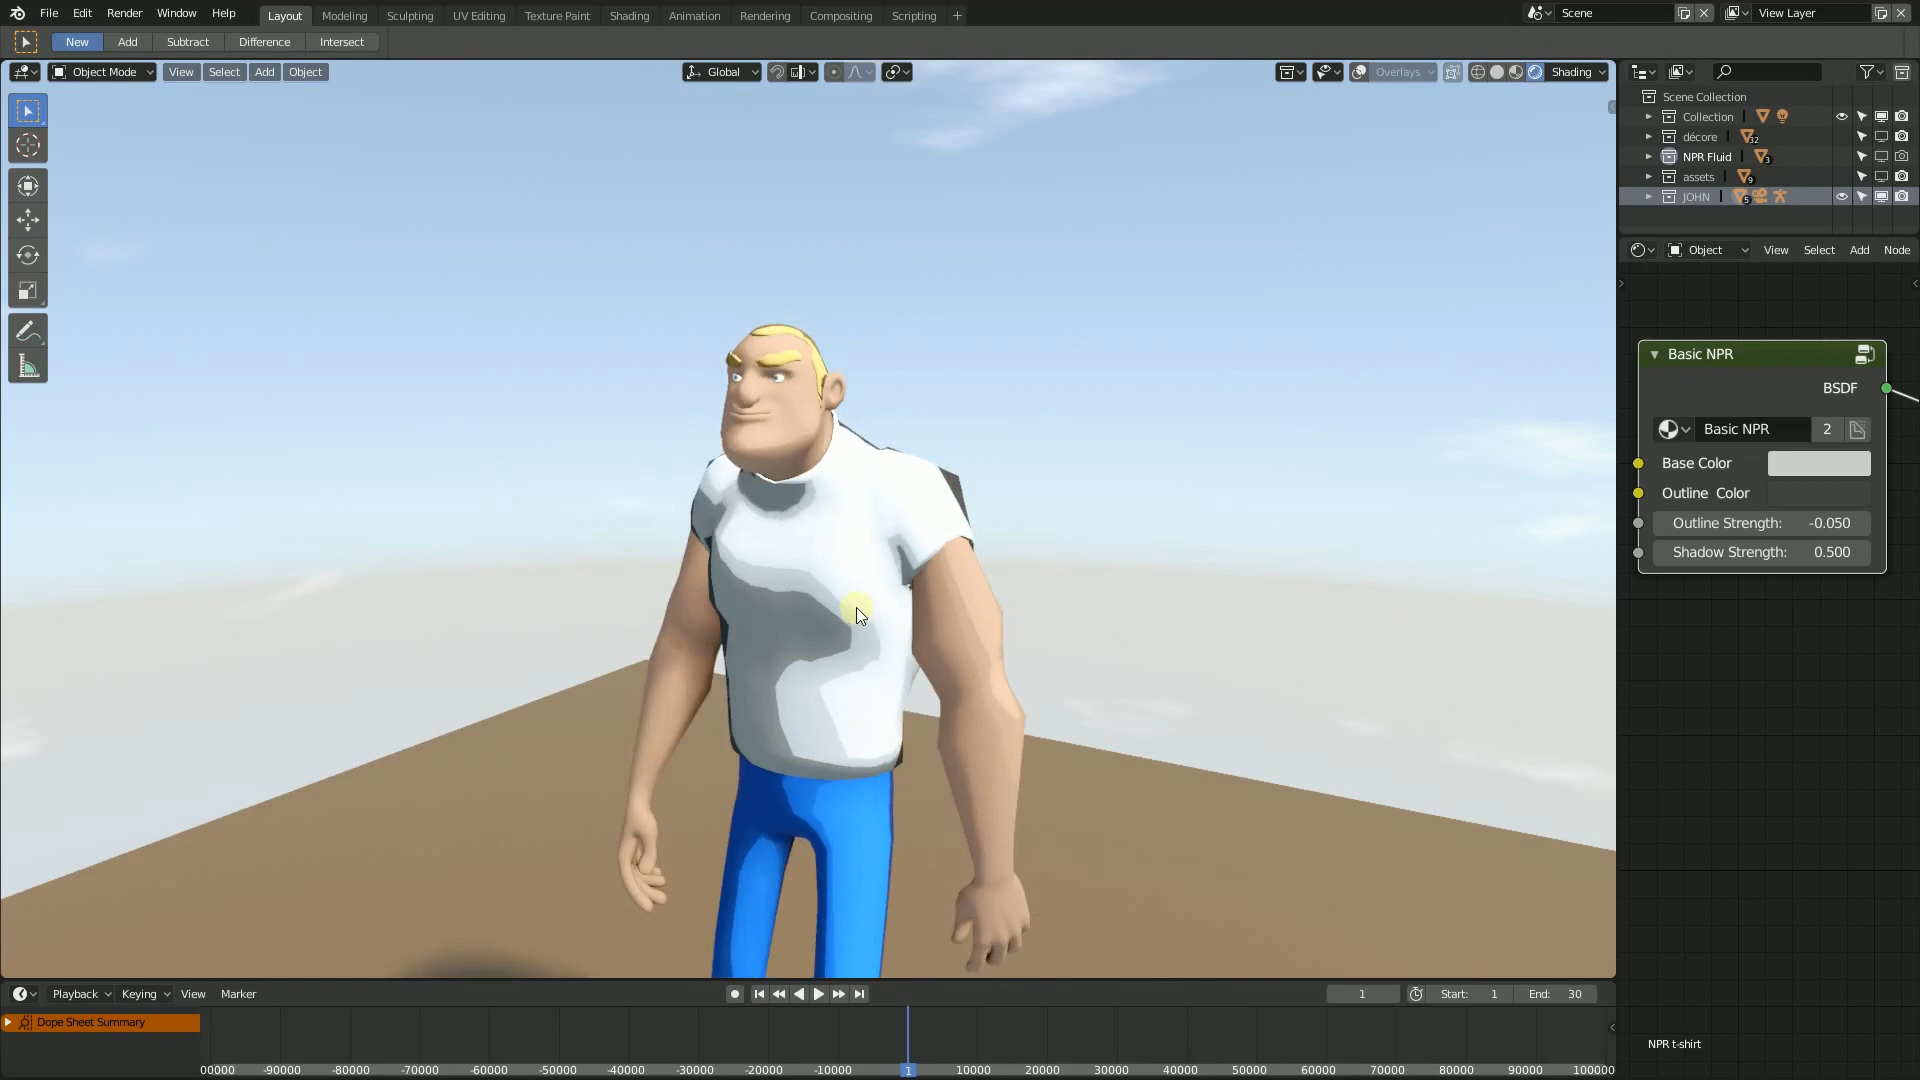 File Edit Render Window Help Layout Modeling Sculpting UV Editing Texture Paint Shading Animation Rendering Compositing Scripting + Scene View Layer
New Add Subtract Difference Intersect
Object Mode View Select Add Object Global Overlays Shading
Scene Collection
Collection
décore 32
NPR Fluid 3
assets 9
JOHN 5
Object View Select Add Node
Basic NPR
BSDF
Basic NPR 2
Base Color
Outline Color
Outline Strength: -0.050
Shadow Strength: 0.500
Playback Keying View Marker 1 Start: 1 End: 30
Dope Sheet Summary
NPR t-shirt
00000 -90000 -80000 -70000 -60000 -50000 -40000 -30000 -20000 -10000 1 10000 20000 30000 40000 50000 60000 70000 80000 90000 100000